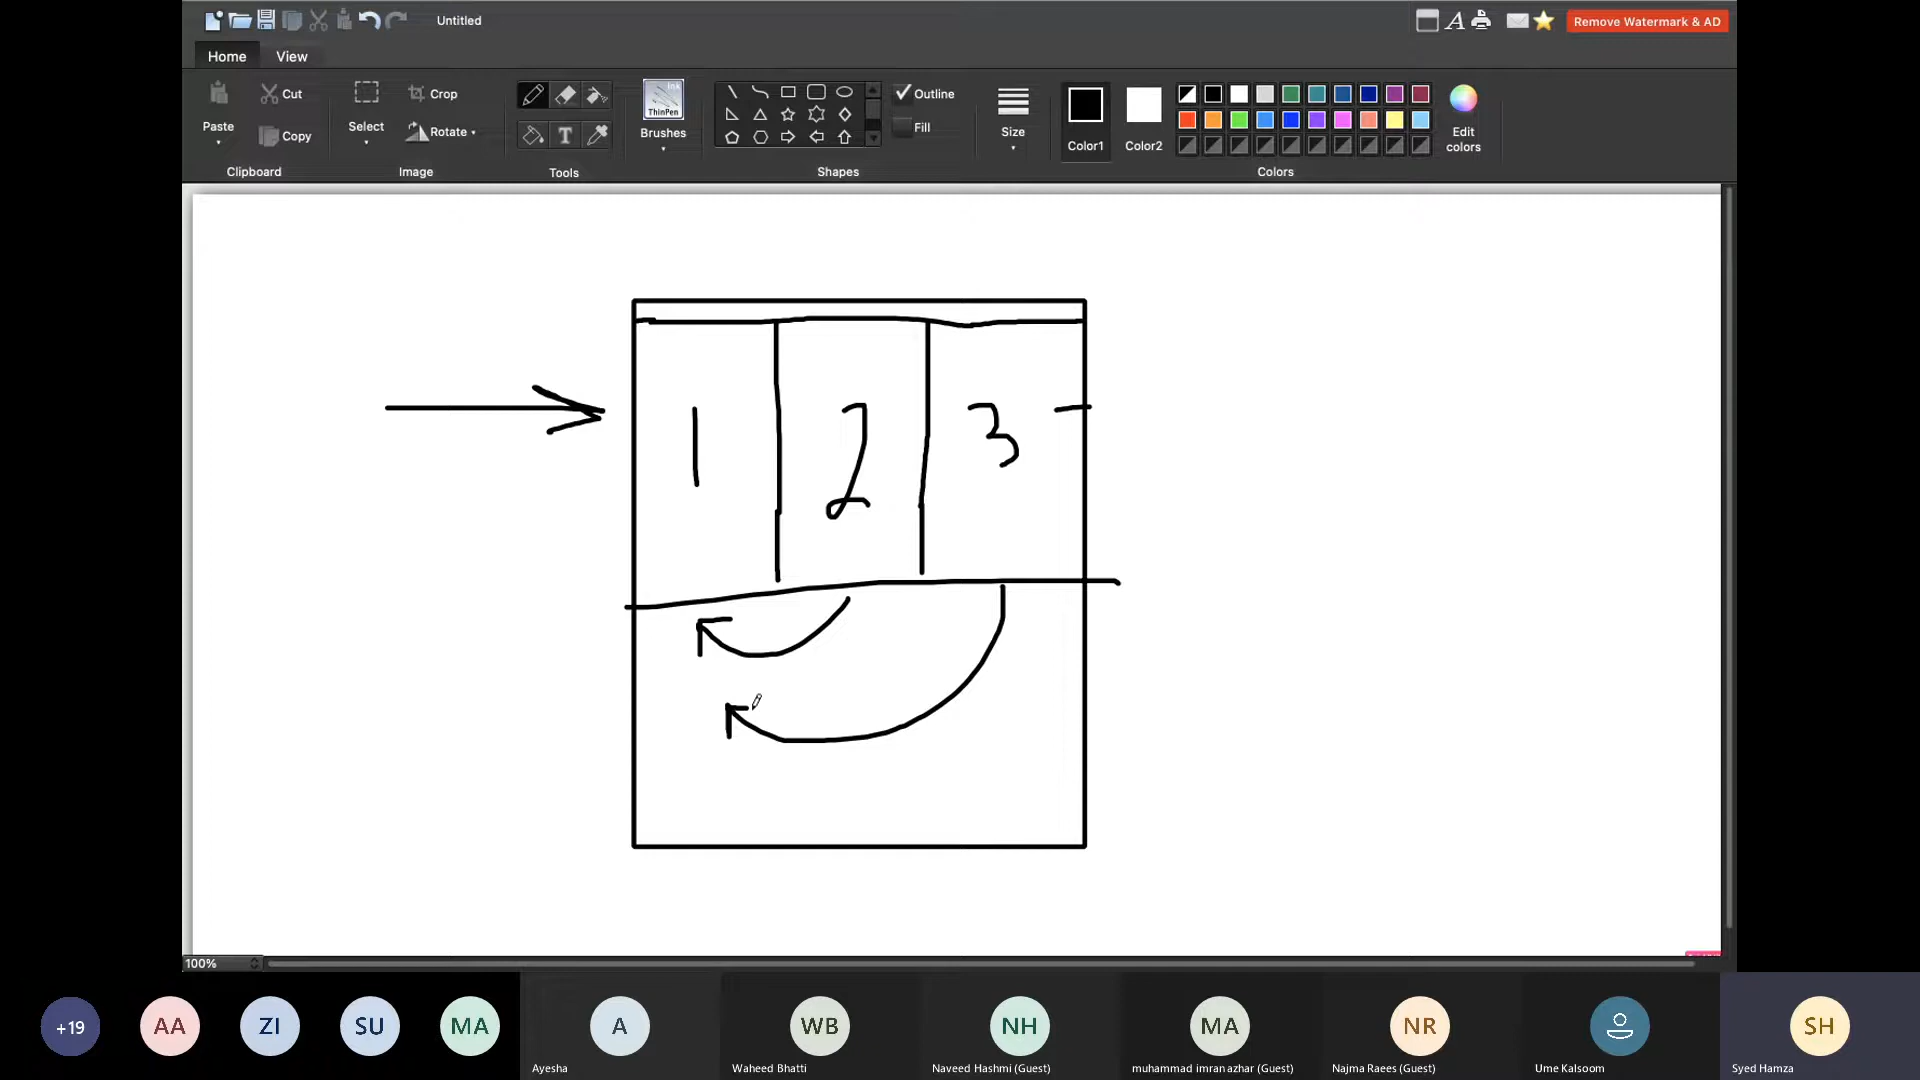 Untitled
A
Remove Watermark & AD
Home View
Paste
Cut
Copy
Clipboard
Select
Crop
Rotate
Image
T
Tools
Ink
ThinPen
Brushes
Outline
Fill
Shapes
Size
Color1
Color2
Edit
colors
Colors
1 2 3
100%
+19 AA ZI SU MA A WB NH MA NR SH
Ayesha Waheed Bhatti Naveed Hashmi (Guest) muhammad imran azhar (Guest) Najma Raees (Guest) Ume Kalsoom Syed Hamza